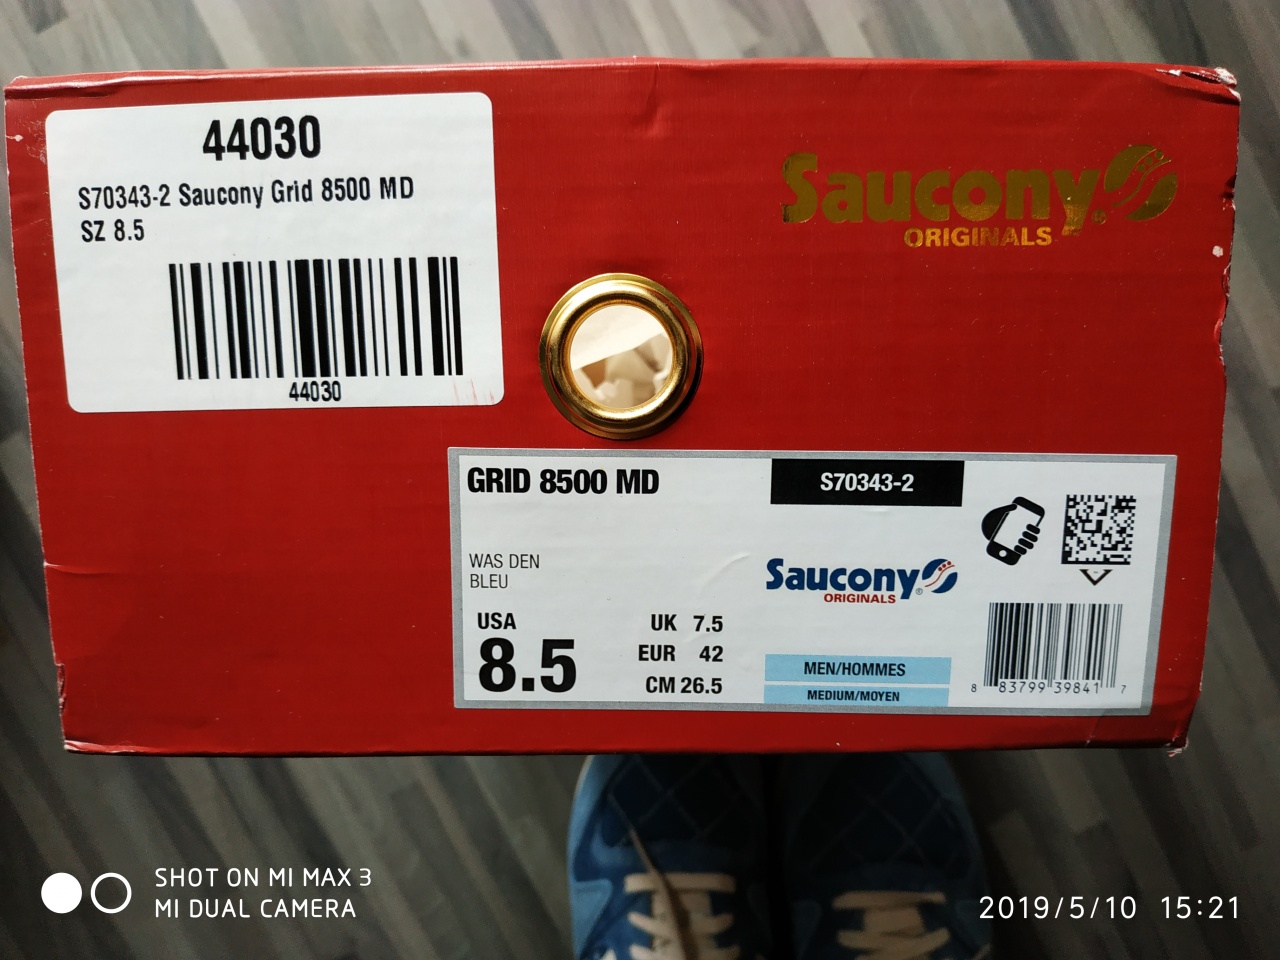 44030
S70343-2 Saucony Grid 8500 MD
SZ 8.5
44030
Saucony®
ORIGINALS
GRID 8500 MD
S70343-2
WAS DEN
BLEU
Saucony®
ORIGINALS
USA
8.5
UK 7.5
EUR 42
CM 26.5
MEN/HOMMES
MEDIUM/MOYEN
8 83799 39841 7
SHOT ON MI MAX 3
MI DUAL CAMERA
2019/5/10 15:21